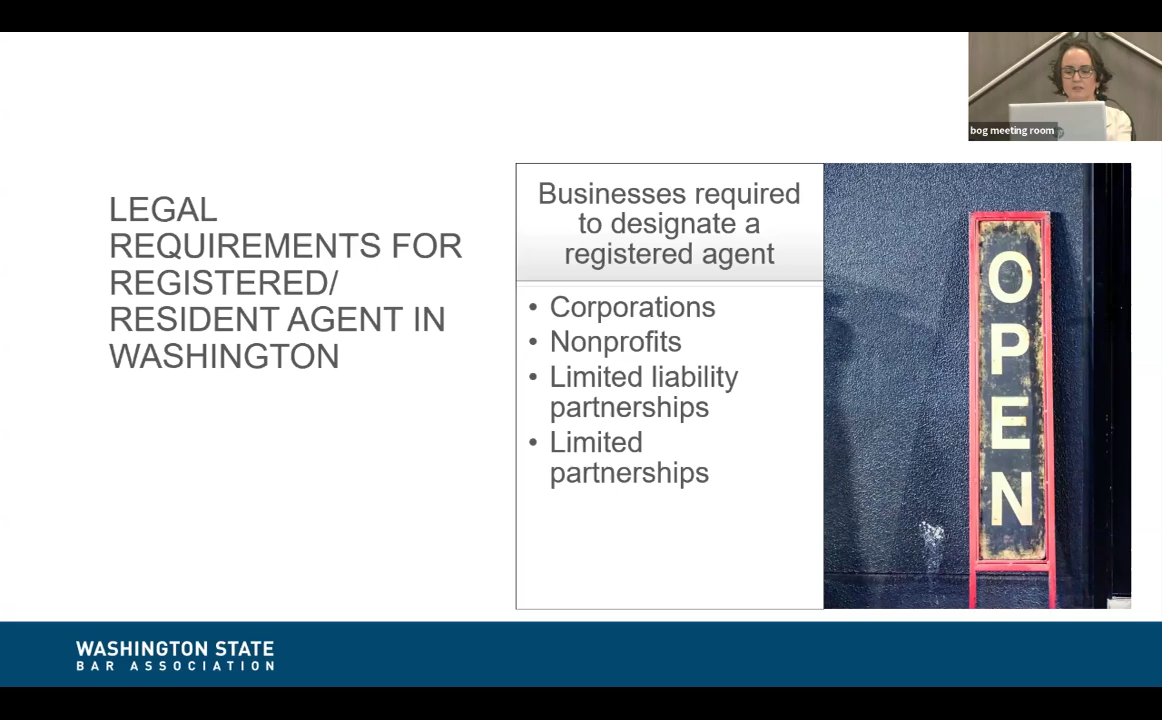 bog meeting room
LEGAL
REQUIREMENTS FOR
REGISTERED/
RESIDENT AGENT IN
WASHINGTON
Businesses required
to designate a
registered agent
• Corporations
• Nonprofits
• Limited liability
partnerships
• Limited
partnerships
OPEN
WASHINGTON STATE
BAR ASSOCIATION